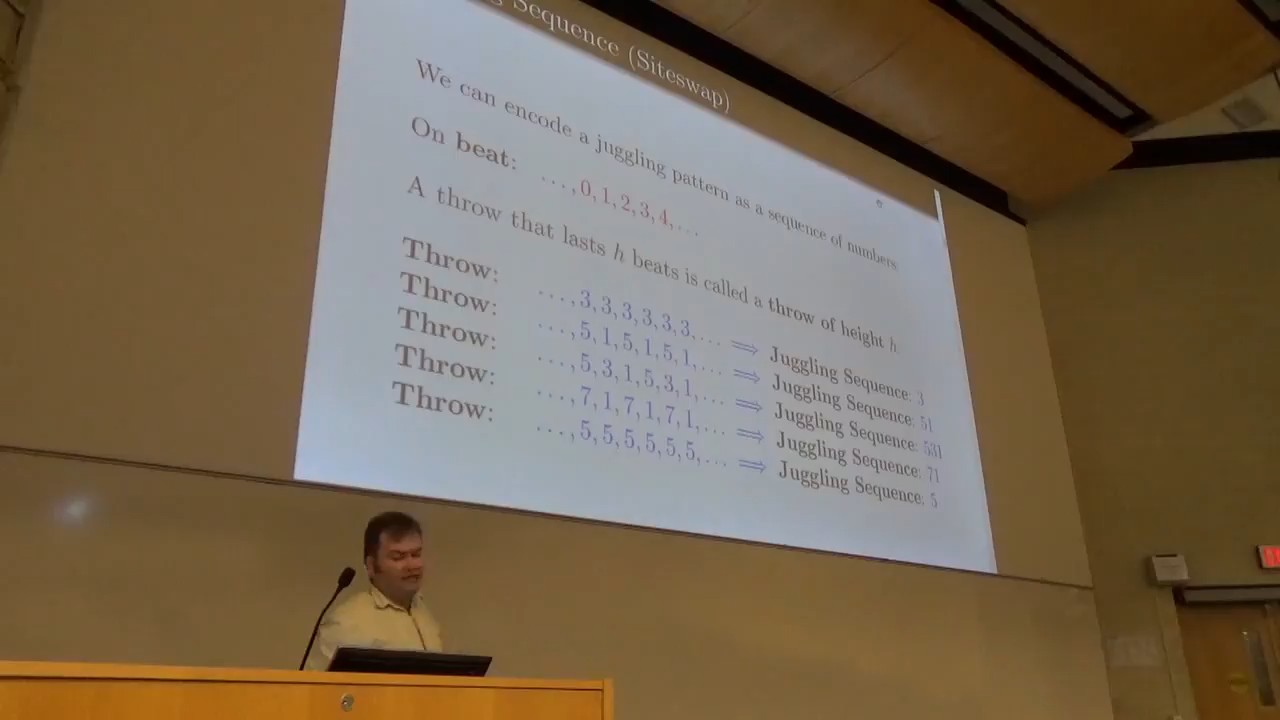 Sequence (Siteswap)
We can encode a juggling pattern as a sequence of numbers
On beat: ..., 0, 1, 2, 3, 4, ...
A throw that lasts h beats is called a throw of height h
Throw: ..., 3, 3, 3, 3, 3, 3, ... ⟹ Juggling Sequence: 3
Throw: ..., 5, 1, 5, 1, 5, 1, ... ⟹ Juggling Sequence: 51
Throw: ..., 5, 3, 1, 5, 3, 1, ... ⟹ Juggling Sequence: 531
Throw: ..., 7, 1, 7, 1, 7, 1, ... ⟹ Juggling Sequence: 71
Throw: ..., 5, 5, 5, 5, 5, 5, ... ⟹ Juggling Sequence: 5